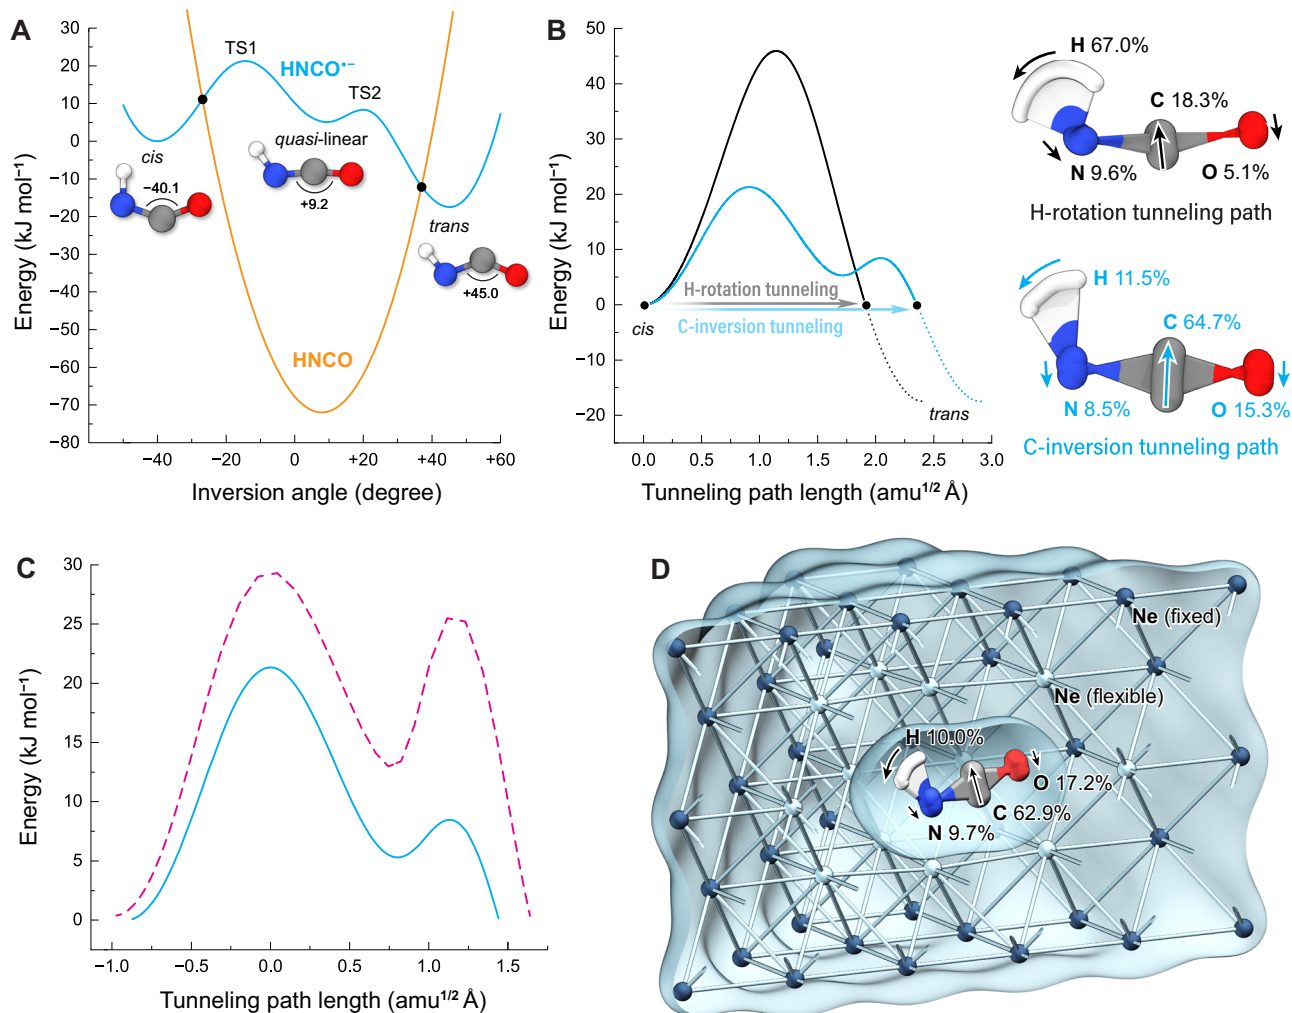 A
Energy (kJ mol⁻¹)
30
20
10
0
−10
−20
−30
−40
−50
−60
−70
−80
−40
−20
0
+20
+40
+60
Inversion angle (degree)
TS1
HNCO•−
TS2
quasi-linear
cis
−40.1
+9.2
trans
+45.0
HNCO
B
Energy (kJ mol⁻¹)
50
40
30
20
10
0
−10
−20
0.0
0.5
1.0
1.5
2.0
2.5
3.0
Tunneling path length (amu1/2 Å)
H-rotation tunneling
C-inversion tunneling
cis
trans
H 67.0%
C 18.3%
N 9.6%
O 5.1%
H-rotation tunneling path
H 11.5%
C 64.7%
N 8.5%
O 15.3%
C-inversion tunneling path
C
Energy (kJ mol⁻¹)
30
25
20
15
10
5
0
−1.0
−0.5
0.0
0.5
1.0
1.5
Tunneling path length (amu1/2 Å)
D
Ne (fixed)
Ne (flexible)
H 10.0%
O 17.2%
C 62.9%
N 9.7%